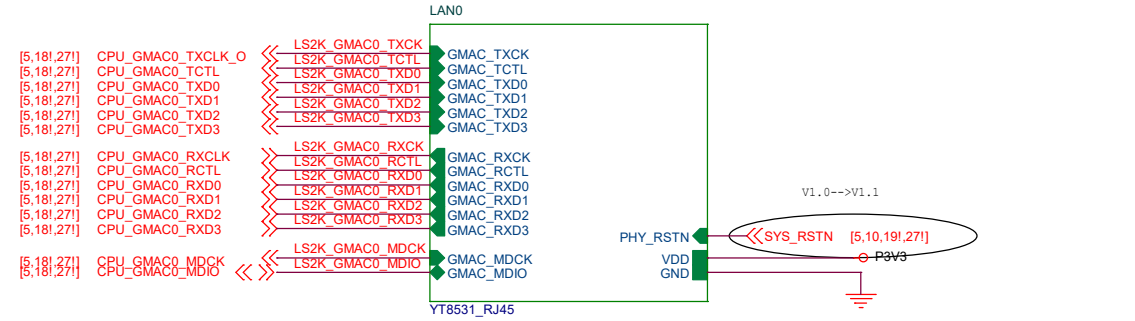 LAN0
[5,18!,27!] CPU_GMAC0_TXCLK_O LS2K_GMAC0_TXCK GMAC_TXCK
[5,18!,27!] CPU_GMAC0_TCTL LS2K_GMAC0_TCTL GMAC_TCTL
[5,18!,27!] CPU_GMAC0_TXD0 LS2K_GMAC0_TXD0 GMAC_TXD0
[5,18!,27!] CPU_GMAC0_TXD1 LS2K_GMAC0_TXD1 GMAC_TXD1
[5,18!,27!] CPU_GMAC0_TXD2 LS2K_GMAC0_TXD2 GMAC_TXD2
[5,18!,27!] CPU_GMAC0_TXD3 LS2K_GMAC0_TXD3 GMAC_TXD3
[5,18!,27!] CPU_GMAC0_RXCLK LS2K_GMAC0_RXCK GMAC_RXCK
[5,18!,27!] CPU_GMAC0_RCTL LS2K_GMAC0_RCTL GMAC_RCTL
[5,18!,27!] CPU_GMAC0_RXD0 LS2K_GMAC0_RXD0 GMAC_RXD0
[5,18!,27!] CPU_GMAC0_RXD1 LS2K_GMAC0_RXD1 GMAC_RXD1
V1.0-->V1.1
[5,18!,27!] CPU_GMAC0_RXD2 LS2K_GMAC0_RXD2 GMAC_RXD2
[5,18!,27!] CPU_GMAC0_RXD3 LS2K_GMAC0_RXD3 GMAC_RXD3
PHY_RSTN SYS_RSTN [5,10,19!,27!]
[5,18!,27!] CPU_GMAC0_MDCK LS2K_GMAC0_MDCK GMAC_MDCK VDD P3V3
[5,18!,27!] CPU_GMAC0_MDIO LS2K_GMAC0_MDIO GMAC_MDIO GND
YT8531_RJ45